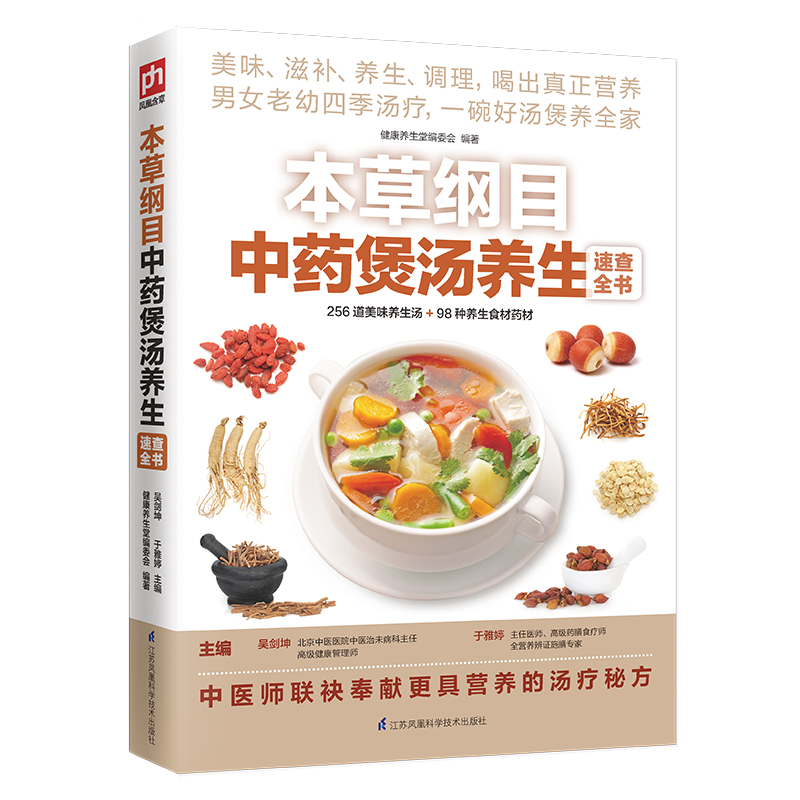 ph
凤凰含章
本草纲目中药煲汤养生
速查
全书
吴剑坤 于雅婷 主编
健康养生堂编委会 编著
江苏凤凰科学技术出版社
美味、滋补、养生、调理，喝出真正营养
男女老幼四季汤疗，一碗好汤煲养全家
健康养生堂编委会 编著
本草纲目
中药煲汤养生
速查
全书
256 道美味养生汤 + 98 种养生食材药材
主编
吴剑坤 北京中医医院中医治未病科主任
高级健康管理师
于雅婷 主任医师、高级药膳食疗师
全营养辨证施膳专家
中医师联袂奉献更具营养的汤疗秘方
江苏凤凰科学技术出版社